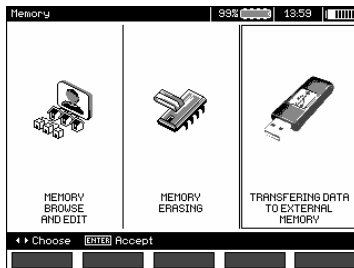 Memory 99% 13:59
MEMORY
BROWSE
AND EDIT
MEMORY
ERASING
TRANSFERING DATA
TO EXTERNAL
MEMORY
Choose ENTER Accept